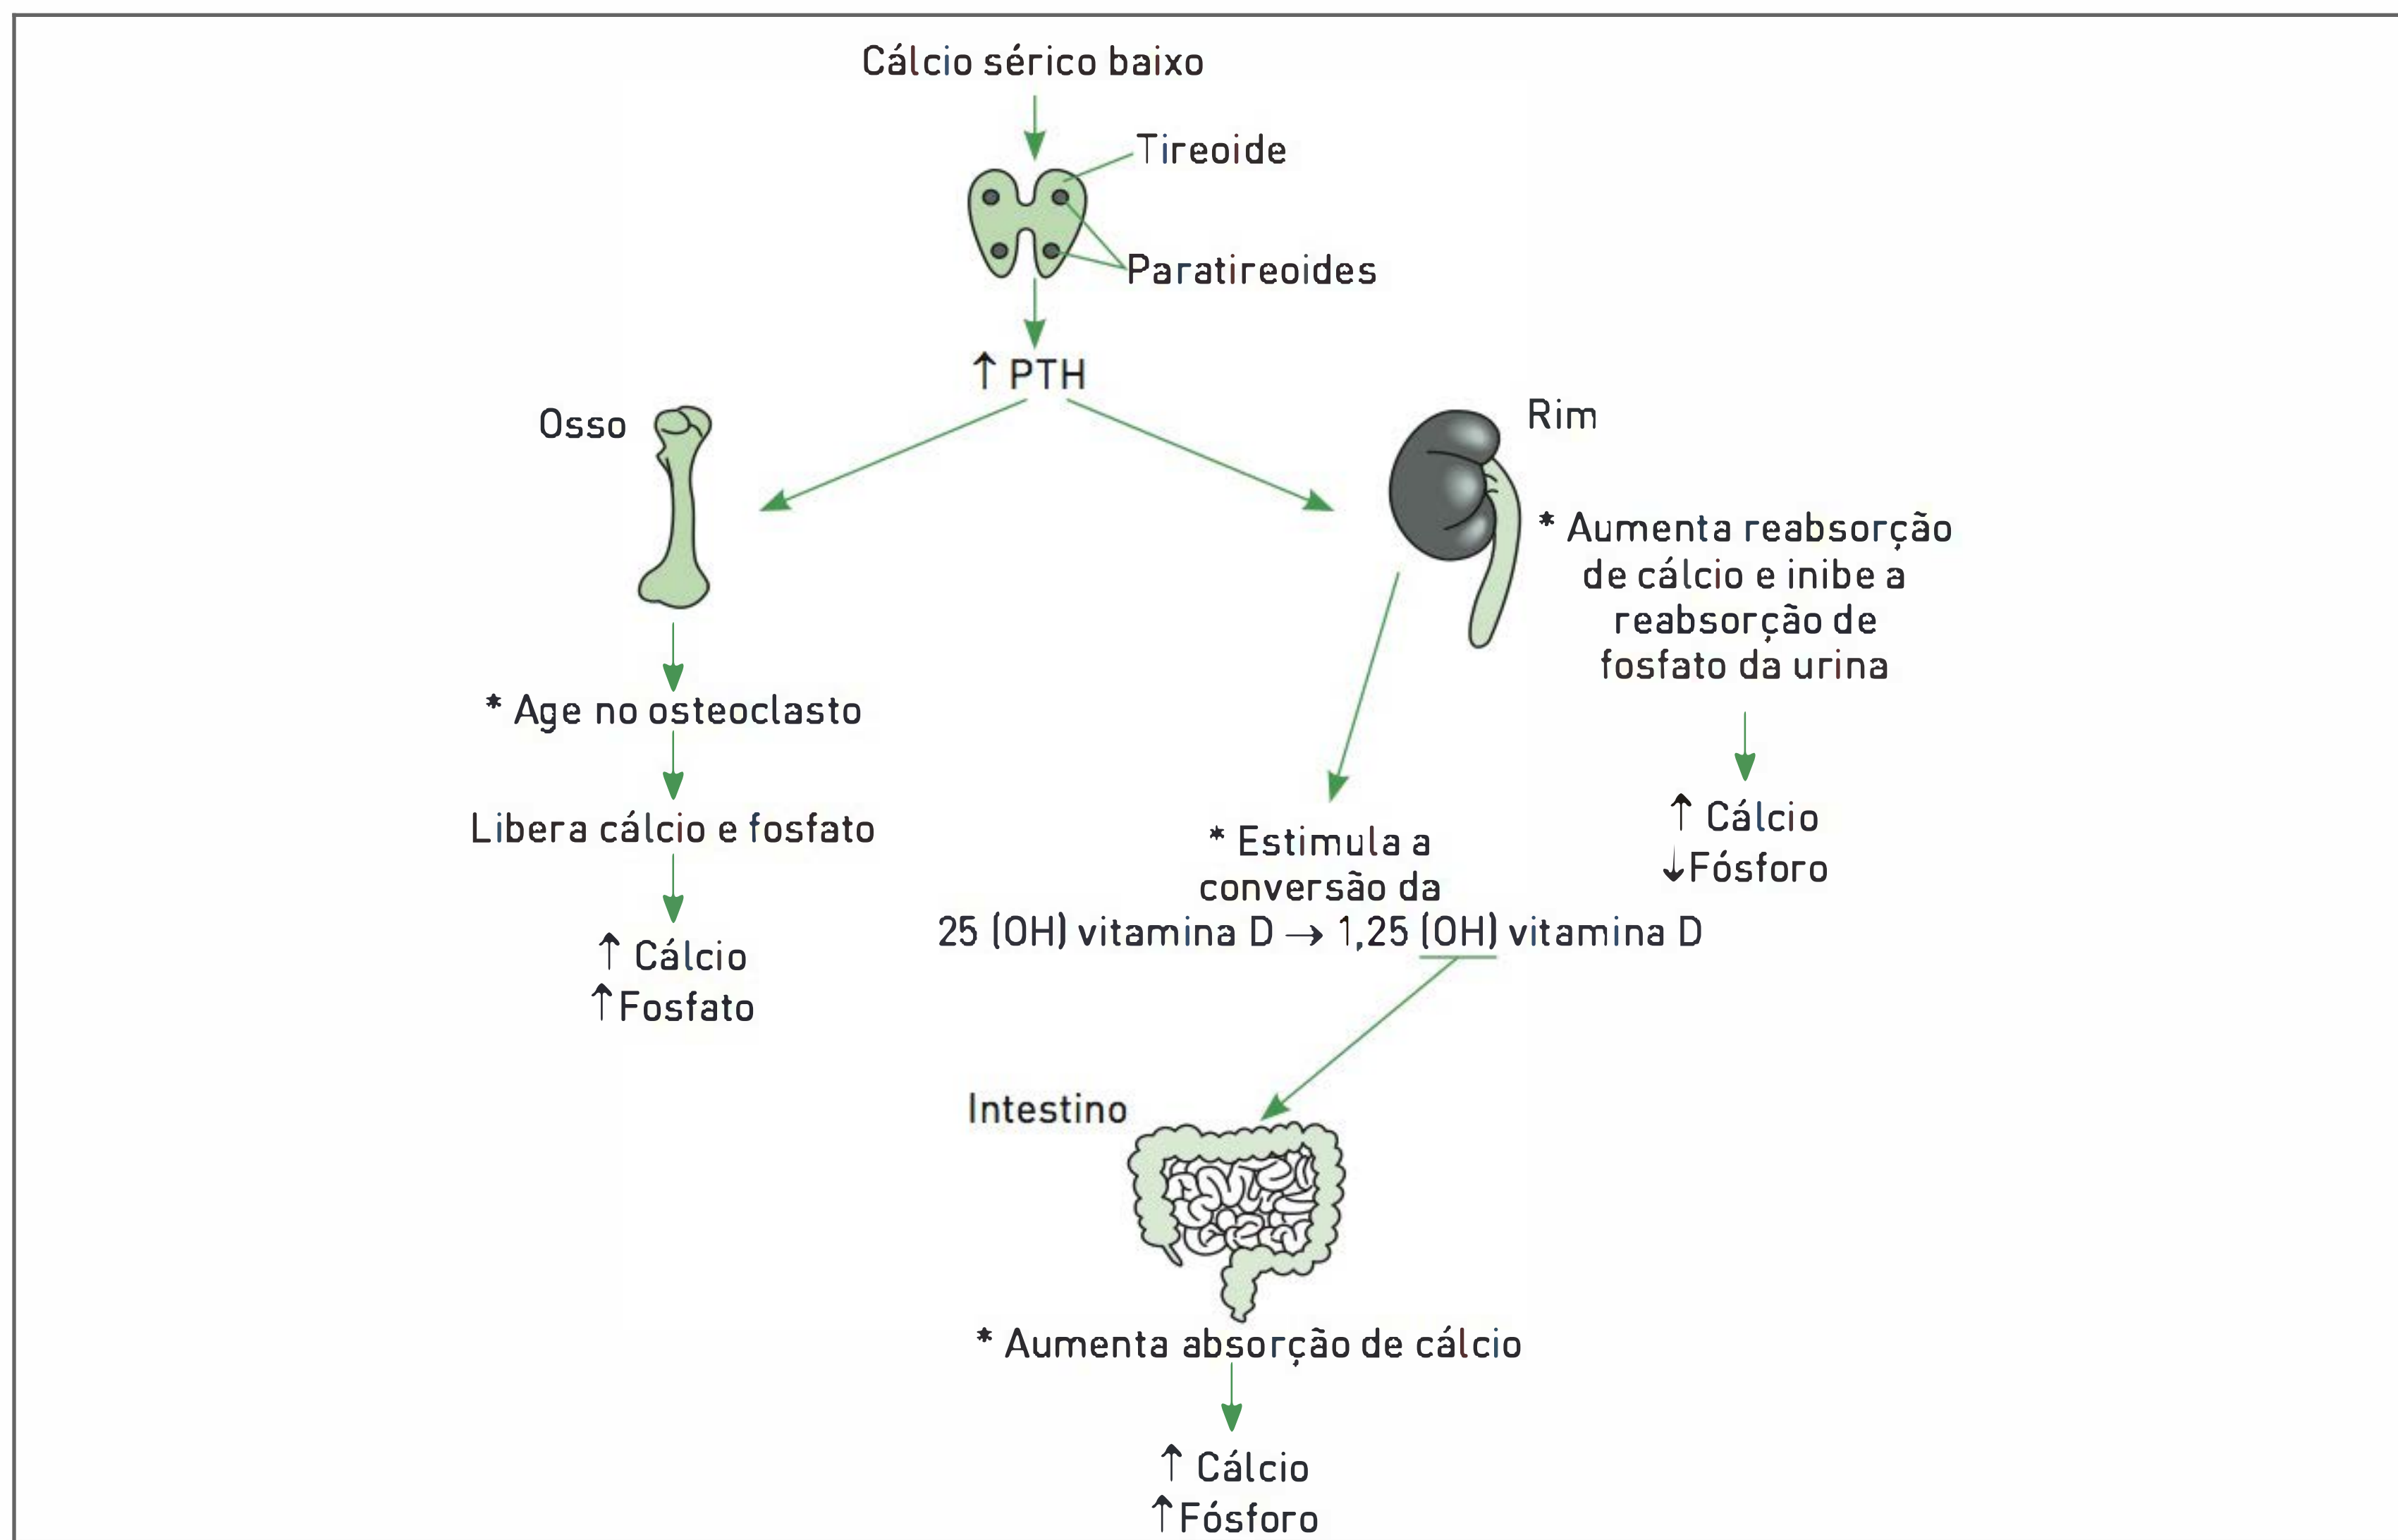 Cálcio sérico baixo
Tireoide
Paratireoides
↑ PTH
Osso
Rim
* Aumenta reabsorção
de cálcio e inibe a
reabsorção de
fosfato da urina
* Age no osteoclasto
Libera cálcio e fosfato
↑ Cálcio
↑ Fosfato
↑ Cálcio
↓ Fósforo
* Estimula a
conversão da
25 (OH) vitamina D → 1,25 (OH) vitamina D
Intestino
* Aumenta absorção de cálcio
↑ Cálcio
↑ Fósforo